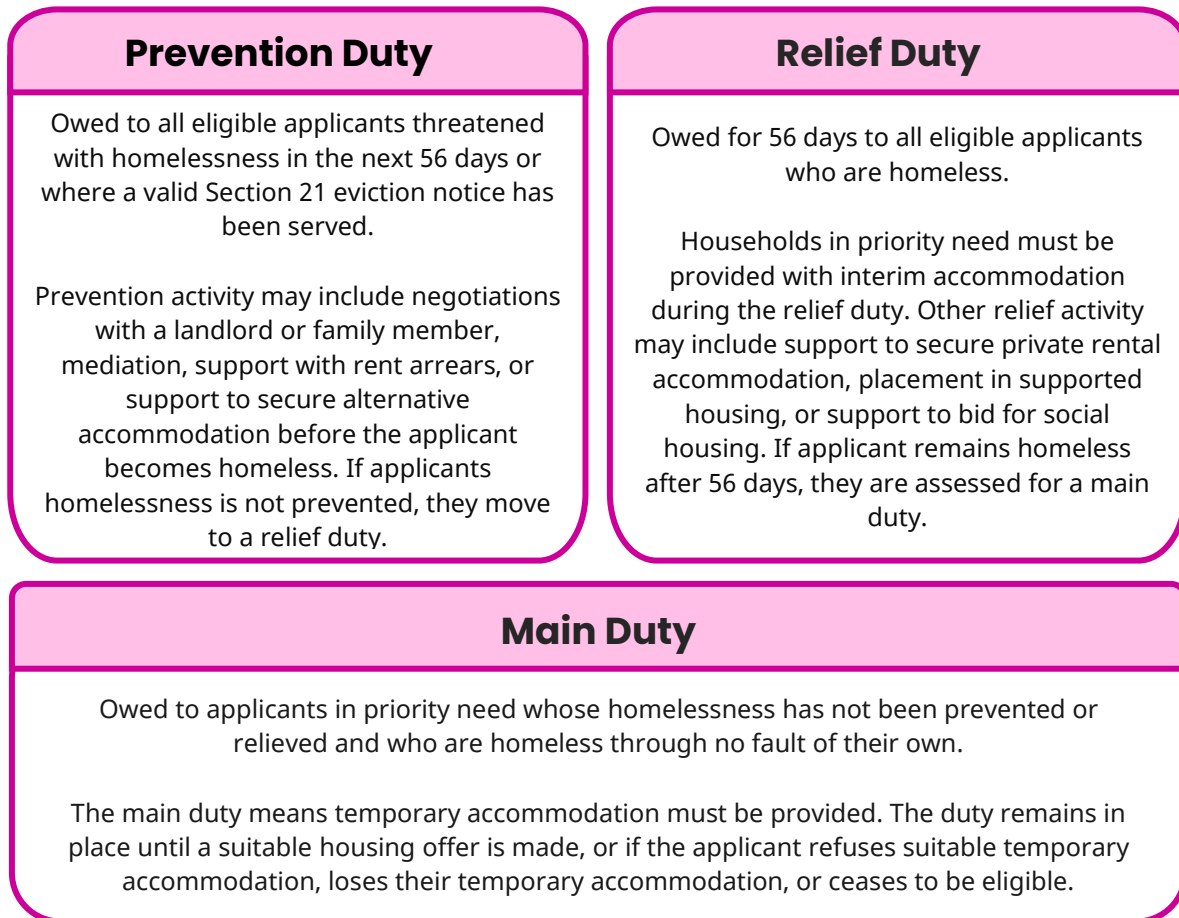 Prevention Duty
Owed to all eligible applicants threatened
with homelessness in the next 56 days or
where a valid Section 21 eviction notice has
been served.
Prevention activity may include negotiations
with a landlord or family member,
mediation, support with rent arrears, or
support to secure alternative
accommodation before the applicant
becomes homeless. If applicants
homelessness is not prevented, they move
to a relief duty.
Relief Duty
Owed for 56 days to all eligible applicants
who are homeless.
Households in priority need must be
provided with interim accommodation
during the relief duty. Other relief activity
may include support to secure private rental
accommodation, placement in supported
housing, or support to bid for social
housing. If applicant remains homeless
after 56 days, they are assessed for a main
duty.
Main Duty
Owed to applicants in priority need whose homelessness has not been prevented or
relieved and who are homeless through no fault of their own.
The main duty means temporary accommodation must be provided. The duty remains in
place until a suitable housing offer is made, or if the applicant refuses suitable temporary
accommodation, loses their temporary accommodation, or ceases to be eligible.